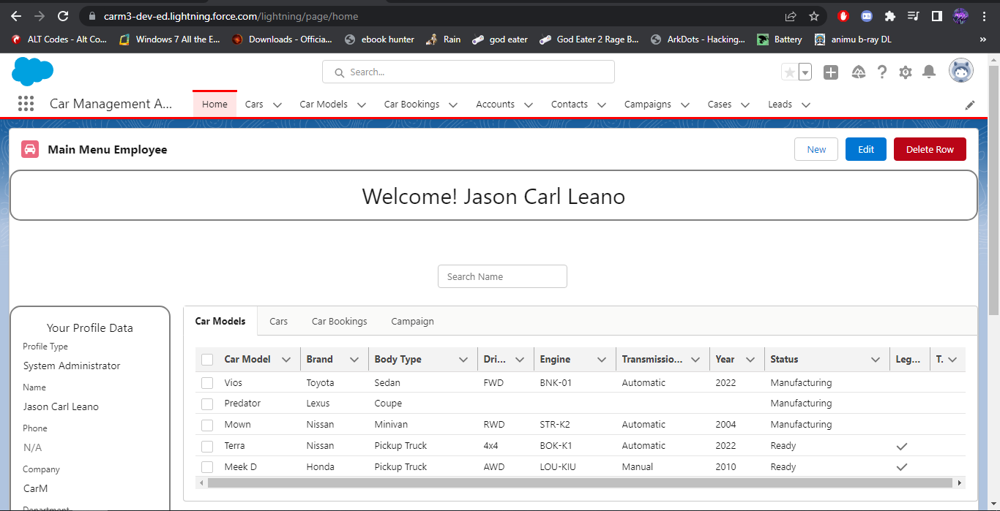 carm3-dev-ed.lightning.force.com/lightning/page/home
ALT Codes - Alt Co... Windows 7 All the E... Downloads - Officia... ebook hunter Rain god eater God Eater 2 Rage B... ArkDots - Hacking... Battery animu b-ray DL »
Search...
Car Management A... Home Cars Car Models Car Bookings Accounts Contacts Campaigns Cases Leads
Main Menu Employee New Edit Delete Row
Welcome! Jason Carl Leano
Search Name
Your Profile Data
Profile Type
System Administrator
Name
Jason Carl Leano
Phone
N/A
Company
CarM
Department
Car Models Cars Car Bookings Campaign
Car Model Brand Body Type Dri... Engine Transmissio... Year Status Leg... T.
Vios Toyota Sedan FWD BNK-01 Automatic 2022 Manufacturing
Predator Lexus Coupe Manufacturing
Mown Nissan Minivan RWD STR-K2 Automatic 2004 Manufacturing
Terra Nissan Pickup Truck 4x4 BOK-K1 Automatic 2022 Ready
Meek D Honda Pickup Truck AWD LOU-KIU Manual 2010 Ready